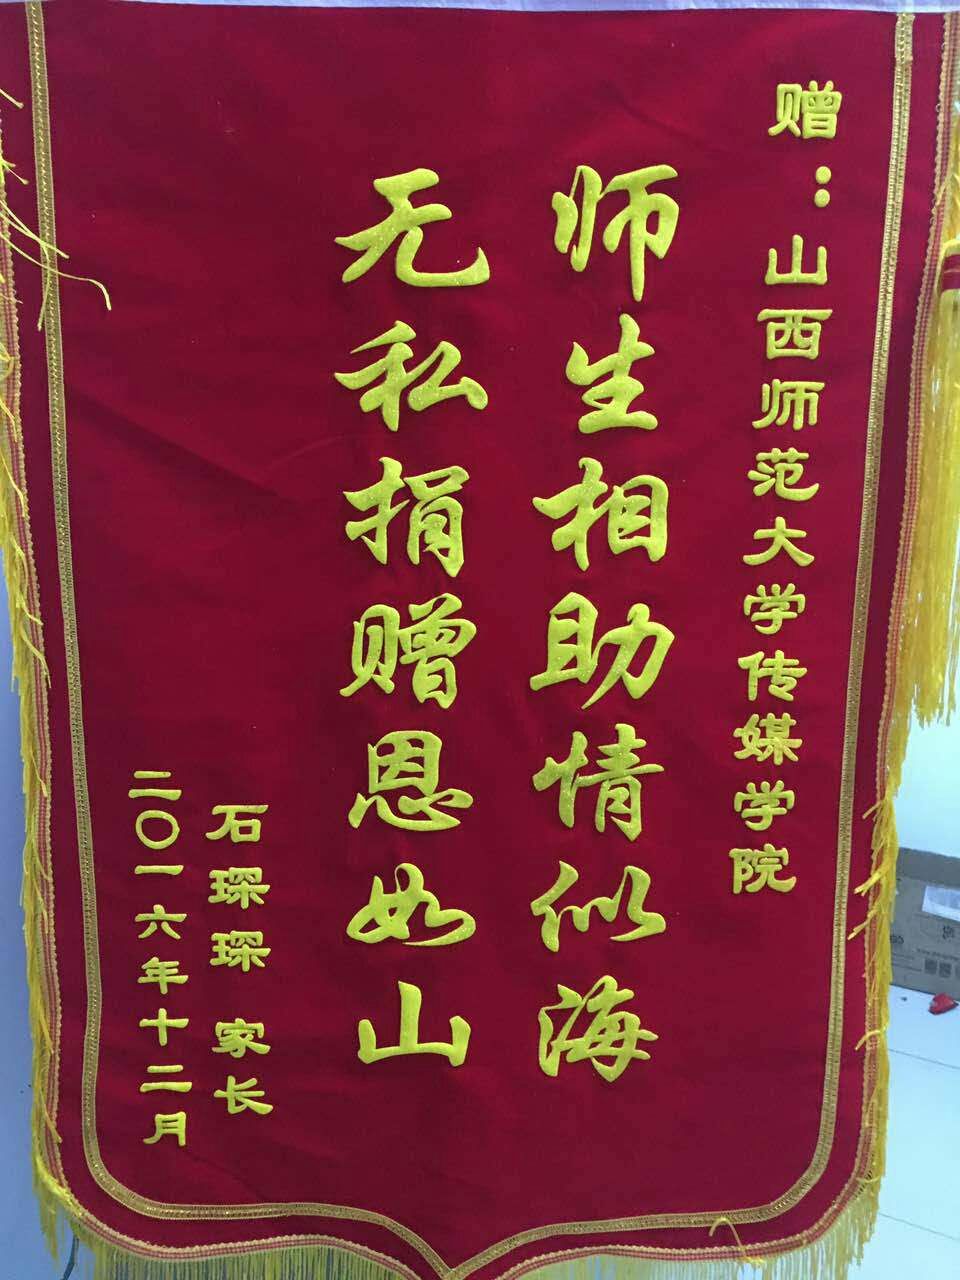 赠：山西师范大学传媒学院
师生相助情似海
无私捐赠恩如山
石琛琛 家长
二〇一六年十二月